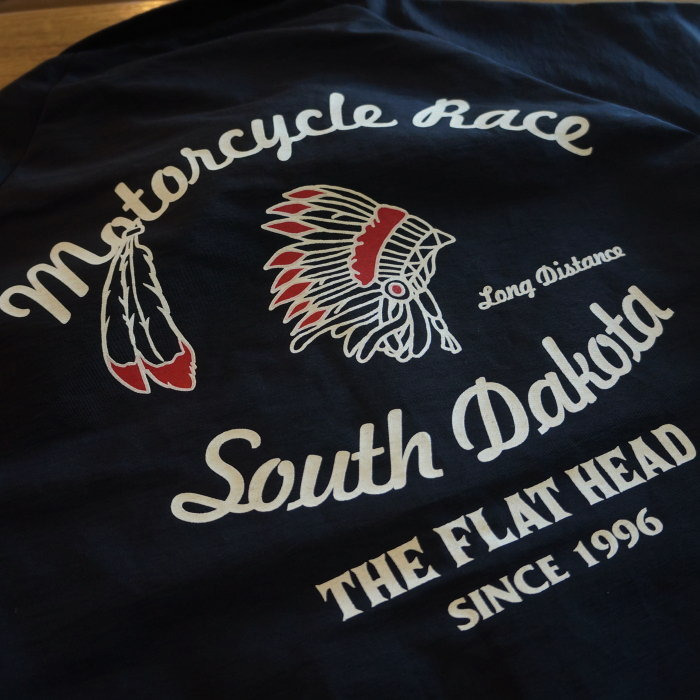 Motorcycle Race
Long Distance
South Dakota
THE FLAT HEAD
SINCE 1996